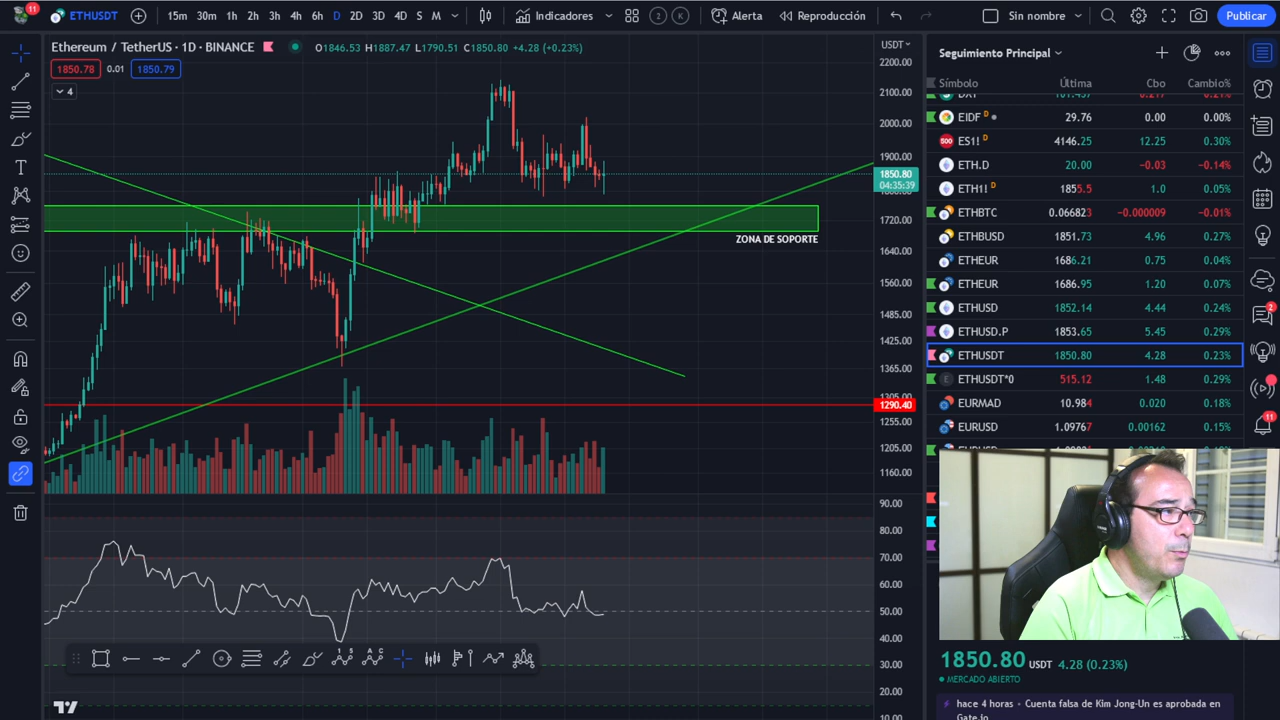 11
ETHUSDT 15m 30m 1h 2h 3h 4h 6h D 2D 3D 4D S M Indicadores 2 K Alerta Reproducción Sin nombre Publicar
Ethereum / TetherUS · 1D · BINANCE O1846.53 H1887.47 L1790.51 C1850.80 +4.28 (+0.23%)
1850.78 0.01 1850.79
4
USDT
2200.00
2100.00
2000.00
1900.00
1850.80
04:35:39
1720.00
1640.00
1560.00
1485.00
1425.00
1365.00
1290.40
1255.00
1205.00
1160.00
ZONA DE SOPORTE
90.00
80.00
70.00
60.00
50.00
40.00
30.00
20.00
10.00
1 5
A C
Seguimiento Principal
Símbolo Última Cbo Cambio%
EIDF D 29.76 0.00 0.00%
500 ES1! D 4146.25 12.25 0.30%
ETH.D 20.00 −0.03 −0.14%
ETH1! D 1855.5 1.0 0.05%
ETHBTC 0.066823 −0.000009 −0.01%
ETHBUSD 1851.73 4.96 0.27%
ETHEUR 1686.21 0.75 0.04%
ETHEUR 1686.95 1.20 0.07%
ETHUSD 1852.14 4.44 0.24%
ETHUSD.P 1853.65 5.45 0.29%
ETHUSDT 1850.80 4.28 0.23%
E ETHUSDT*0 515.12 1.48 0.29%
EURMAD 10.984 0.020 0.18%
EURUSD 1.09767 0.00162 0.15%
2
11
1850.80 USDT 4.28 (0.23%)
MERCADO ABIERTO
hace 4 horas • Cuenta falsa de Kim Jong-Un es aprobada en
Gate.io